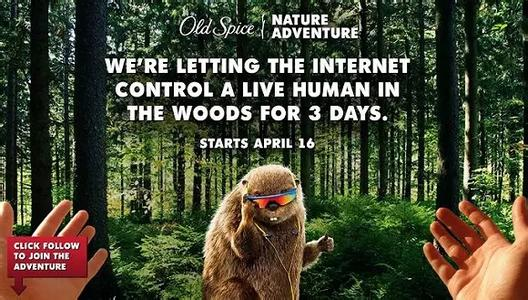 Old Spice | NATURE
ADVENTURE
WE'RE LETTING THE INTERNET
CONTROL A LIVE HUMAN IN
THE WOODS FOR 3 DAYS.
STARTS APRIL 16
CLICK FOLLOW
TO JOIN THE
ADVENTURE